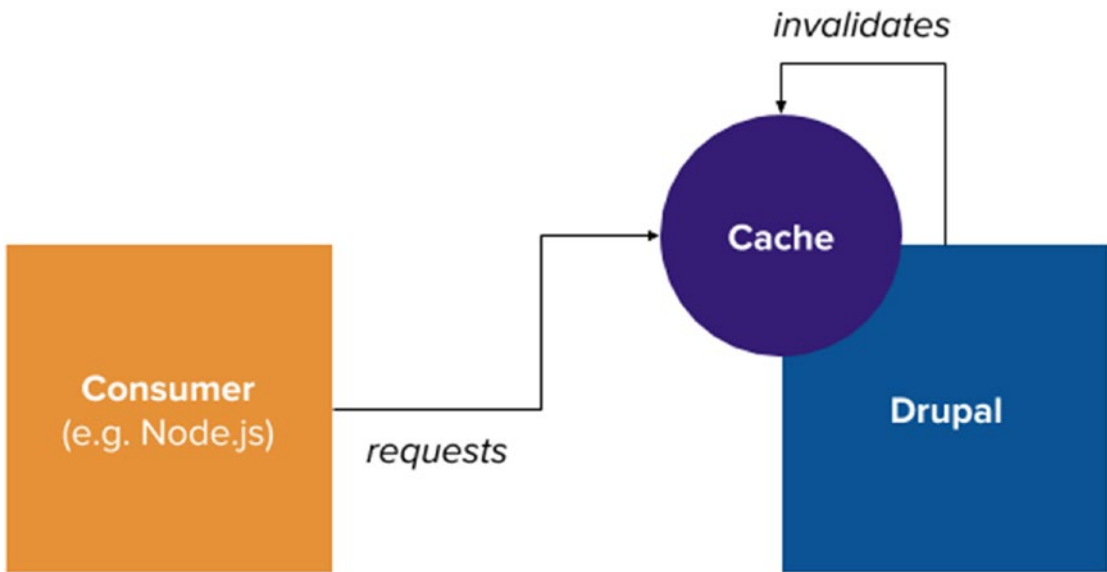 invalidates
Cache
Consumer
(e.g. Node.js)
Drupal
requests